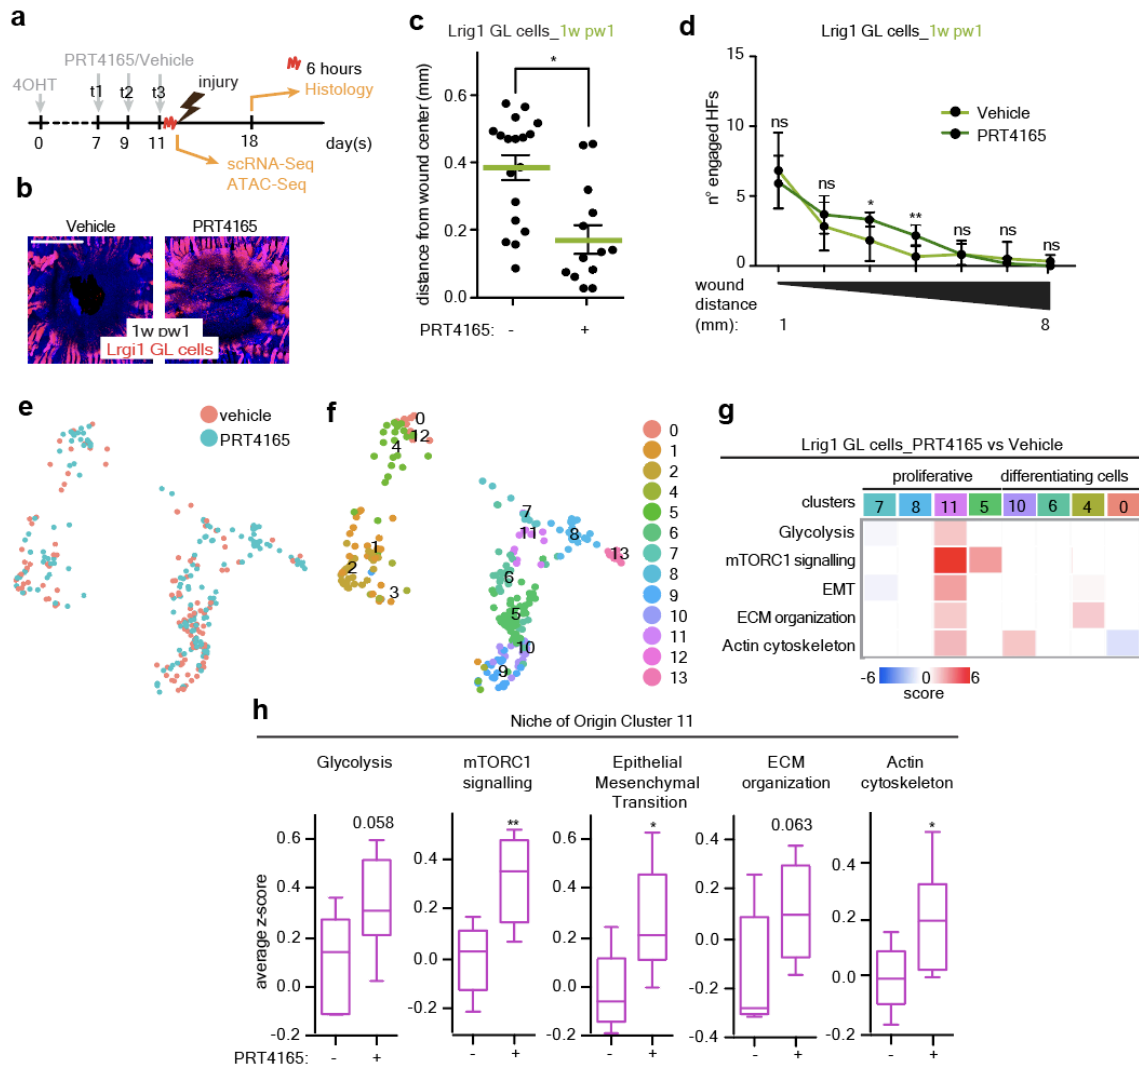 a
PRT4165/Vehicle
4OHT
t1
t2
t3
injury
6 hours
Histology
0
7
9
11
18
day(s)
scRNA-Seq
ATAC-Seq
b
Vehicle
PRT4165
1w pw1
Lrgi1 GL cells
c
Lrig1 GL cells_1w pw1
*
distance from wound center (mm)
0.6
0.4
0.2
0.0
PRT4165:
-
+
d
Lrig1 GL cells_1w pw1
n° engaged HFs
15
10
5
0
Vehicle
PRT4165
ns
ns
*
**
ns
ns
ns
wound
distance
(mm):
1
8
e
vehicle
PRT4165
f
0
12
4
1
2
3
7
11
8
13
6
5
10
9
0
1
2
4
5
6
7
8
9
10
11
12
13
g
Lrig1 GL cells_PRT4165 vs Vehicle
proliferative
differentiating cells
clusters
7
8
11
5
10
6
4
0
Glycolysis
mTORC1 signalling
EMT
ECM organization
Actin cytoskeleton
-6
0
6
score
h
Niche of Origin Cluster 11
Glycolysis
mTORC1
signalling
Epithelial
Mesenchymal
Transition
ECM
organization
Actin
cytoskeleton
average z-score
0.058
0.6
0.4
0.2
0.0
-0.2
**
0.4
0.2
0.0
-0.2
*
0.6
0.4
0.2
0.0
-0.2
0.063
0.4
0.2
0.0
-0.2
-0.4
*
0.4
0.2
0.0
-0.2
PRT4165:
-
+
-
+
-
+
-
+
-
+